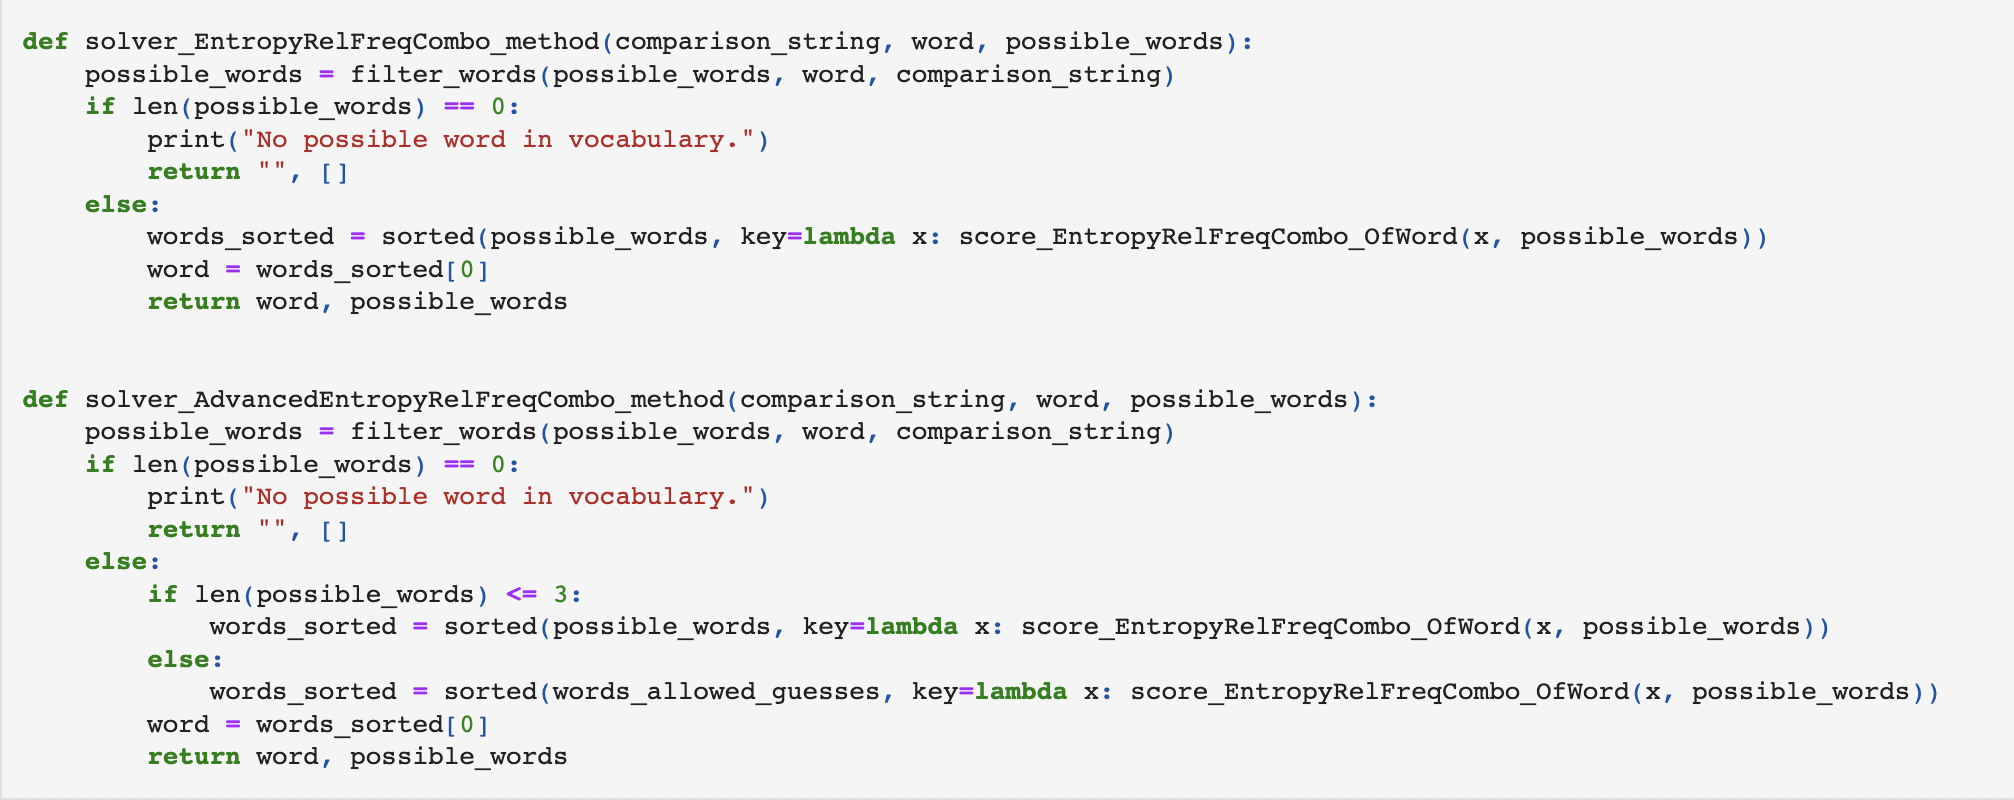 def solver_EntropyRelFreqCombo_method(comparison_string, word, possible_words):
    possible_words = filter_words(possible_words, word, comparison_string)
    if len(possible_words) == 0:
        print("No possible word in vocabulary.")
        return "", []
    else:
        words_sorted = sorted(possible_words, key=lambda x: score_EntropyRelFreqCombo_OfWord(x, possible_words))
        word = words_sorted[0]
        return word, possible_words

def solver_AdvancedEntropyRelFreqCombo_method(comparison_string, word, possible_words):
    possible_words = filter_words(possible_words, word, comparison_string)
    if len(possible_words) == 0:
        print("No possible word in vocabulary.")
        return "", []
    else:
        if len(possible_words) <= 3:
            words_sorted = sorted(possible_words, key=lambda x: score_EntropyRelFreqCombo_OfWord(x, possible_words))
        else:
            words_sorted = sorted(words_allowed_guesses, key=lambda x: score_EntropyRelFreqCombo_OfWord(x, possible_words))
        word = words_sorted[0]
        return word, possible_words